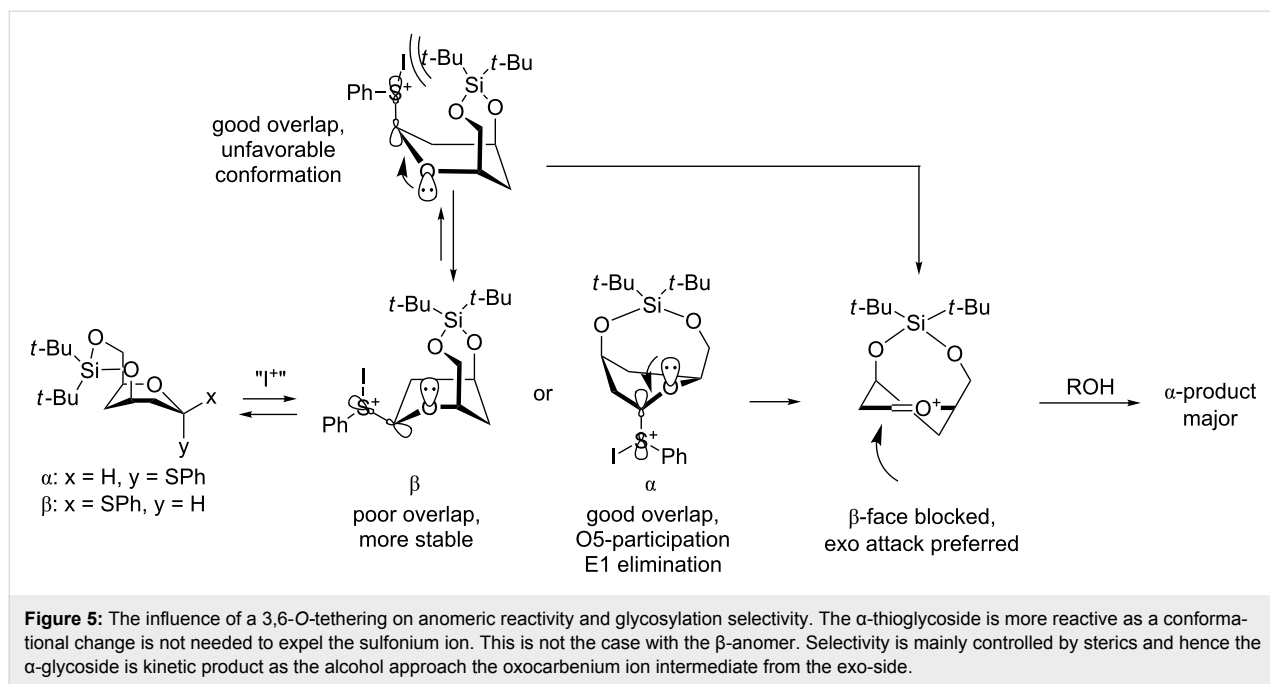 I
t-Bu
t-Bu
Si
Ph
S+
O
O
good overlap,
unfavorable
conformation
O
t-Bu
t-Bu
Si
O
O
I
S+
Ph
O
β
poor overlap,
more stable
or
t-Bu
t-Bu
Si
O
O
O
I
S+
Ph
α
good overlap,
O5-participation
E1 elimination
t-Bu
t-Bu
Si
O
O
O+
β-face blocked,
exo attack preferred
ROH
α-product
major
O
t-Bu
Si
O
O
t-Bu
x
y
"I+"
α: x = H, y = SPh
β: x = SPh, y = H
Figure 5: The influence of a 3,6-O-tethering on anomeric reactivity and glycosylation selectivity. The α-thioglycoside is more reactive as a conforma-
tional change is not needed to expel the sulfonium ion. This is not the case with the β-anomer. Selectivity is mainly controlled by sterics and hence the
α-glycoside is kinetic product as the alcohol approach the oxocarbenium ion intermediate from the exo-side.